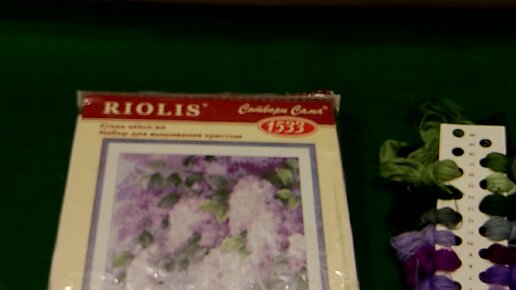 RIOLIS®
Сотвори Сама®
1533
Cross stitch kit
Набор для вышивания крестом